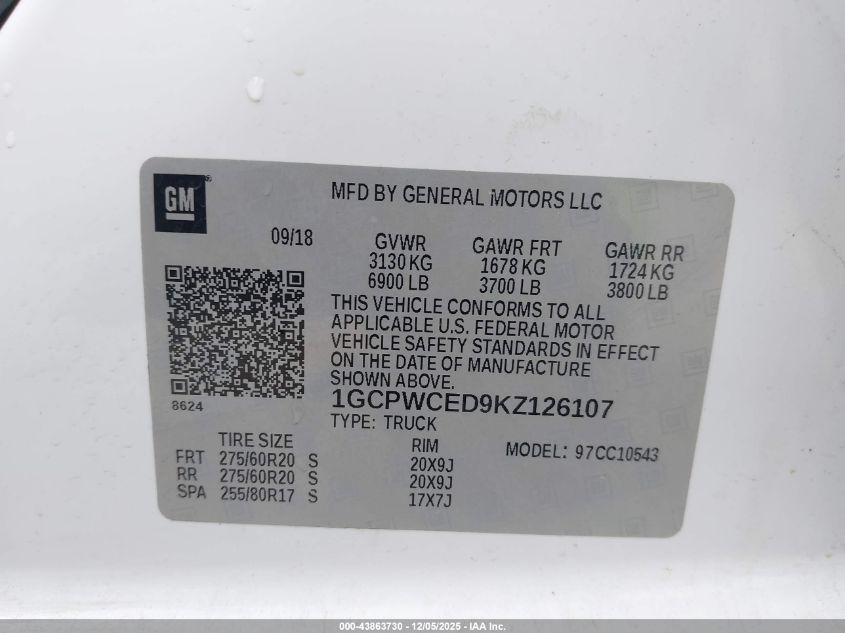 GM
MFD BY GENERAL MOTORS LLC
09/18
GVWR
3130 KG
6900 LB
GAWR FRT
1678 KG
3700 LB
GAWR RR
1724 KG
3800 LB
THIS VEHICLE CONFORMS TO ALL
APPLICABLE U.S. FEDERAL MOTOR
VEHICLE SAFETY STANDARDS IN EFFECT
ON THE DATE OF MANUFACTURE
SHOWN ABOVE.
8624
1GCPWCED9KZ126107
TYPE: TRUCK
TIRE SIZE RIM
MODEL: 97CC10543
FRT 275/60R20 S 20X9J
RR 275/60R20 S 20X9J
SPA 255/80R17 S 17X7J
000-43863730 - 12/05/2025 - IAA Inc.